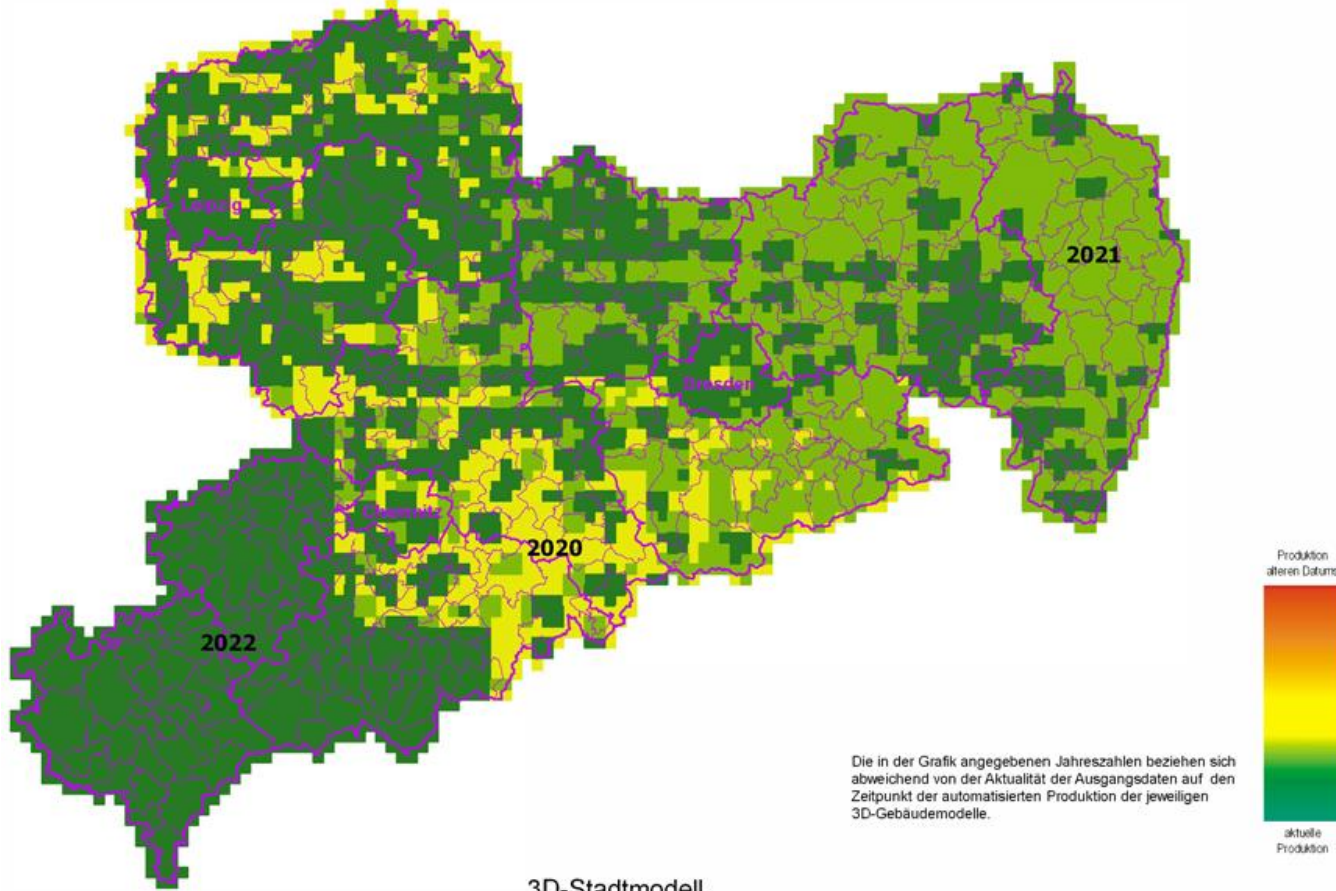 Leipzig
2021
Dresden
Chemnitz
2020
2022
Produktion
älteren Datums
Die in der Grafik angegebenen Jahreszahlen beziehen sich
abweichend von der Aktualität der Ausgangsdaten auf den
Zeitpunkt der automatisierten Produktion der jeweiligen
3D-Gebäudemodelle.
aktuelle
Produktion
3D-Stadtmodell